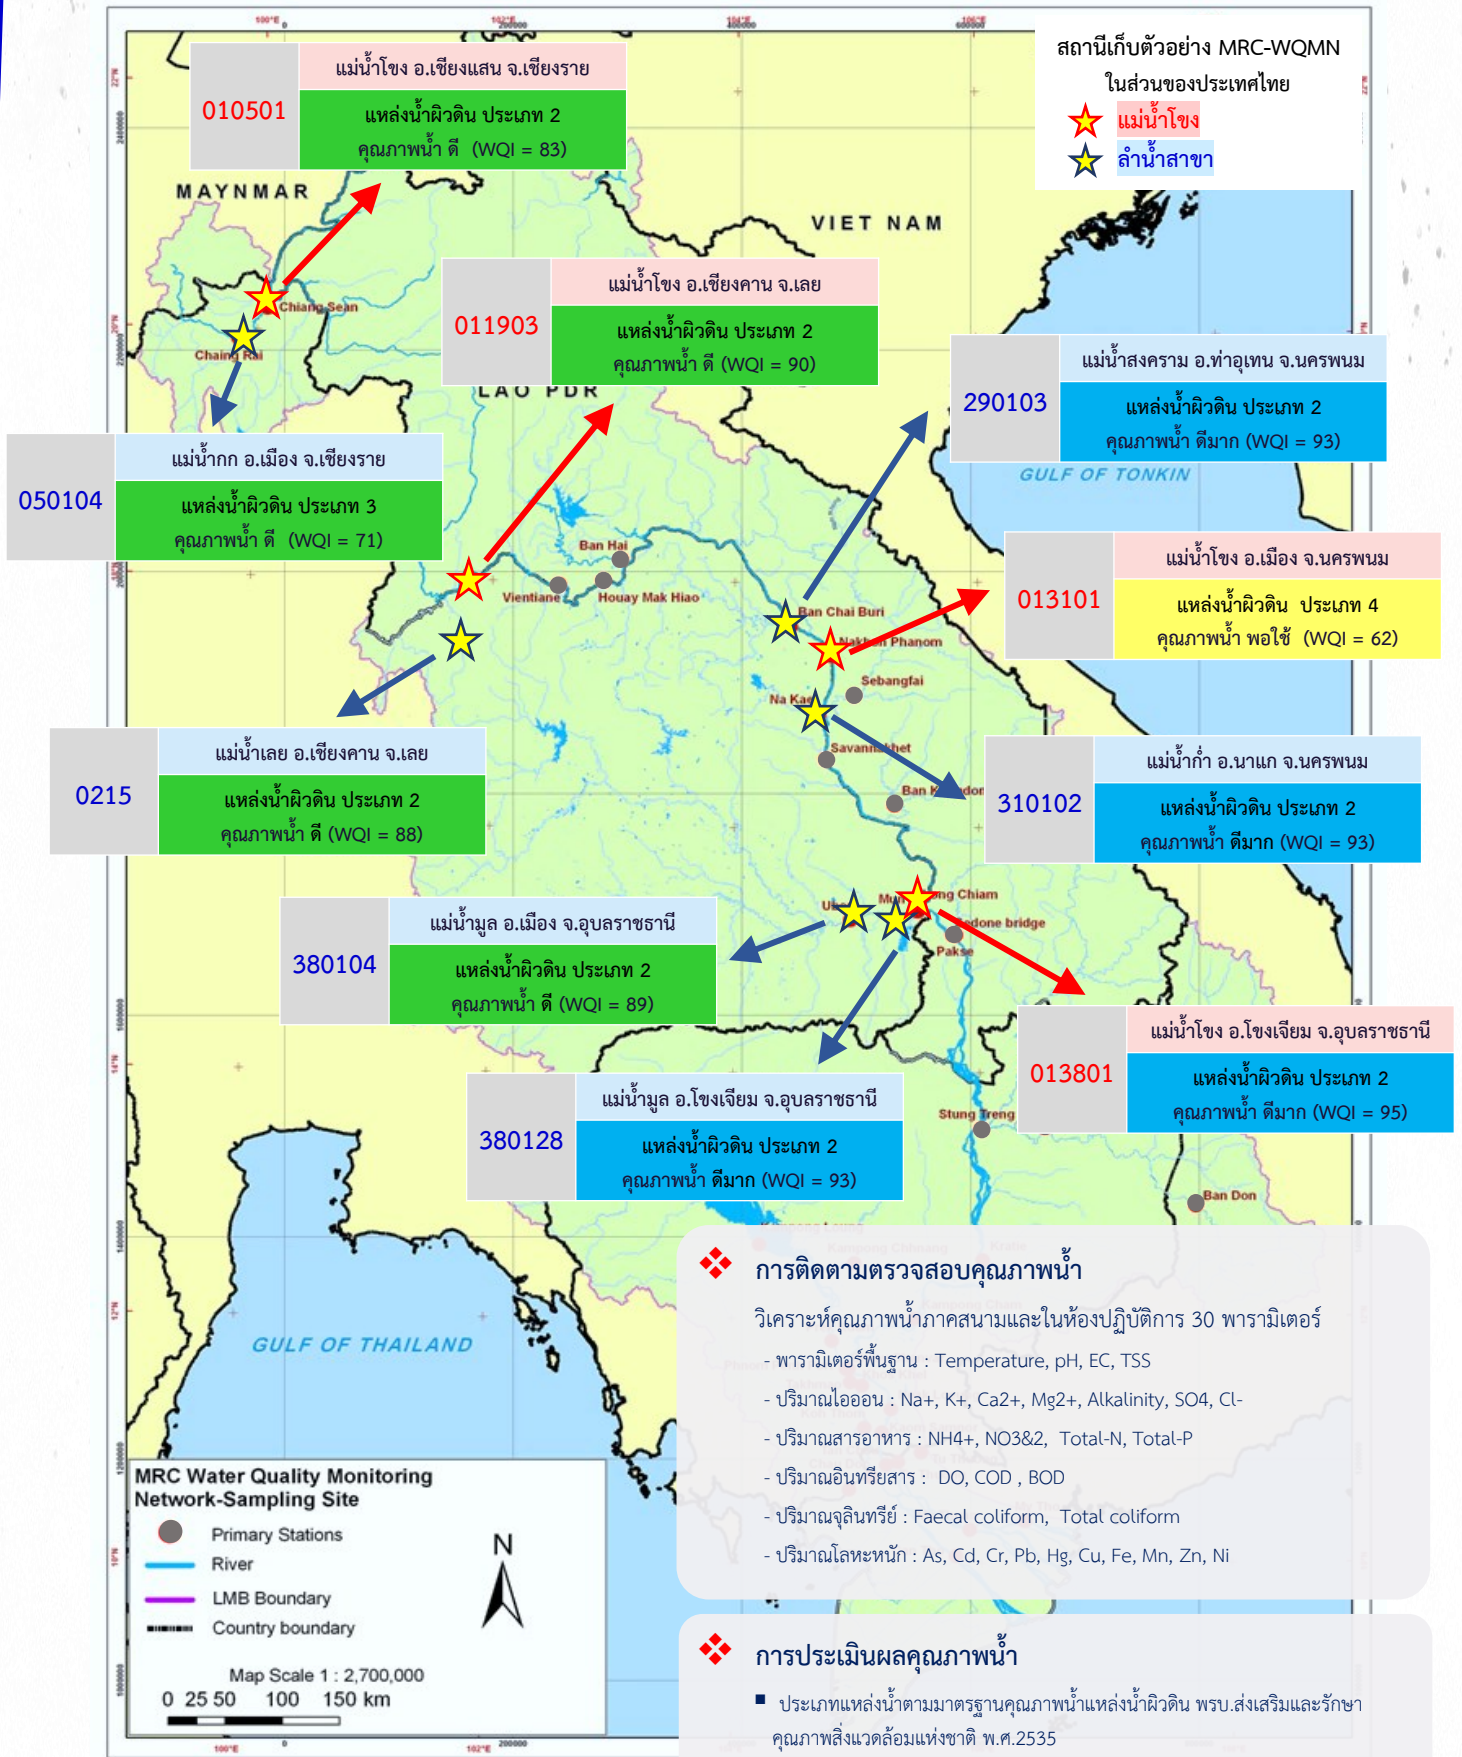 สถานีเก็บตัวอย่าง MRC-WQMN
ในส่วนของประเทศไทย
แม่น้ำโขง
ลำน้ำสาขา
010501
แม่น้ำโขง อ.เชียงแสน จ.เชียงราย
แหล่งน้ำผิวดิน ประเภท 2
คุณภาพน้ำ ดี (WQI = 83)
MAYNMAR
VIET NAM
Chiang Sean
Chaing Rai
011903
แม่น้ำโขง อ.เชียงคาน จ.เลย
แหล่งน้ำผิวดิน ประเภท 2
คุณภาพน้ำ ดี (WQI = 90)
LAO PDR
290103
แม่น้ำสงคราม อ.ท่าอุเทน จ.นครพนม
แหล่งน้ำผิวดิน ประเภท 2
คุณภาพน้ำ ดีมาก (WQI = 93)
GULF OF TONKIN
050104
แม่น้ำกก อ.เมือง จ.เชียงราย
แหล่งน้ำผิวดิน ประเภท 3
คุณภาพน้ำ ดี (WQI = 71)
Ban Hai
Vientiane
Houay Mak Hiao
Ban Chai Buri
Nakhon Phanom
013101
แม่น้ำโขง อ.เมือง จ.นครพนม
แหล่งน้ำผิวดิน ประเภท 4
คุณภาพน้ำ พอใช้ (WQI = 62)
Sebangfai
Na Kae
Savannakhet
0215
แม่น้ำเลย อ.เชียงคาน จ.เลย
แหล่งน้ำผิวดิน ประเภท 2
คุณภาพน้ำ ดี (WQI = 88)
310102
แม่น้ำก่ำ อ.นาแก จ.นครพนม
แหล่งน้ำผิวดิน ประเภท 2
คุณภาพน้ำ ดีมาก (WQI = 93)
380104
แม่น้ำมูล อ.เมือง จ.อุบลราชธานี
แหล่งน้ำผิวดิน ประเภท 2
คุณภาพน้ำ ดี (WQI = 89)
Chiam
bridge
Pakse
013801
แม่น้ำโขง อ.โขงเจียม จ.อุบลราชธานี
แหล่งน้ำผิวดิน ประเภท 2
คุณภาพน้ำ ดีมาก (WQI = 95)
380128
แม่น้ำมูล อ.โขงเจียม จ.อุบลราชธานี
แหล่งน้ำผิวดิน ประเภท 2
คุณภาพน้ำ ดีมาก (WQI = 93)
Stung Treng
Ban Don
GULF OF THAILAND
การติดตามตรวจสอบคุณภาพน้ำ
วิเคราะห์คุณภาพน้ำภาคสนามและในห้องปฏิบัติการ 30 พารามิเตอร์
- พารามิเตอร์พื้นฐาน : Temperature, pH, EC, TSS
- ปริมาณไอออน : Na+, K+, Ca2+, Mg2+, Alkalinity, SO4, Cl-
- ปริมาณสารอาหาร : NH4+, NO3&2, Total-N, Total-P
- ปริมาณอินทรียสาร : DO, COD , BOD
- ปริมาณจุลินทรีย์ : Faecal coliform, Total coliform
- ปริมาณโลหะหนัก : As, Cd, Cr, Pb, Hg, Cu, Fe, Mn, Zn, Ni
MRC Water Quality Monitoring
Network-Sampling Site
Primary Stations
River
LMB Boundary
Country boundary
N
Map Scale 1 : 2,700,000
0 25 50 100 150 km
การประเมินผลคุณภาพน้ำ
■ ประเภทแหล่งน้ำตามมาตรฐานคุณภาพน้ำแหล่งน้ำผิวดิน พรบ.ส่งเสริมและรักษา
คุณภาพสิ่งแวดล้อมแห่งชาติ พ.ศ.2535